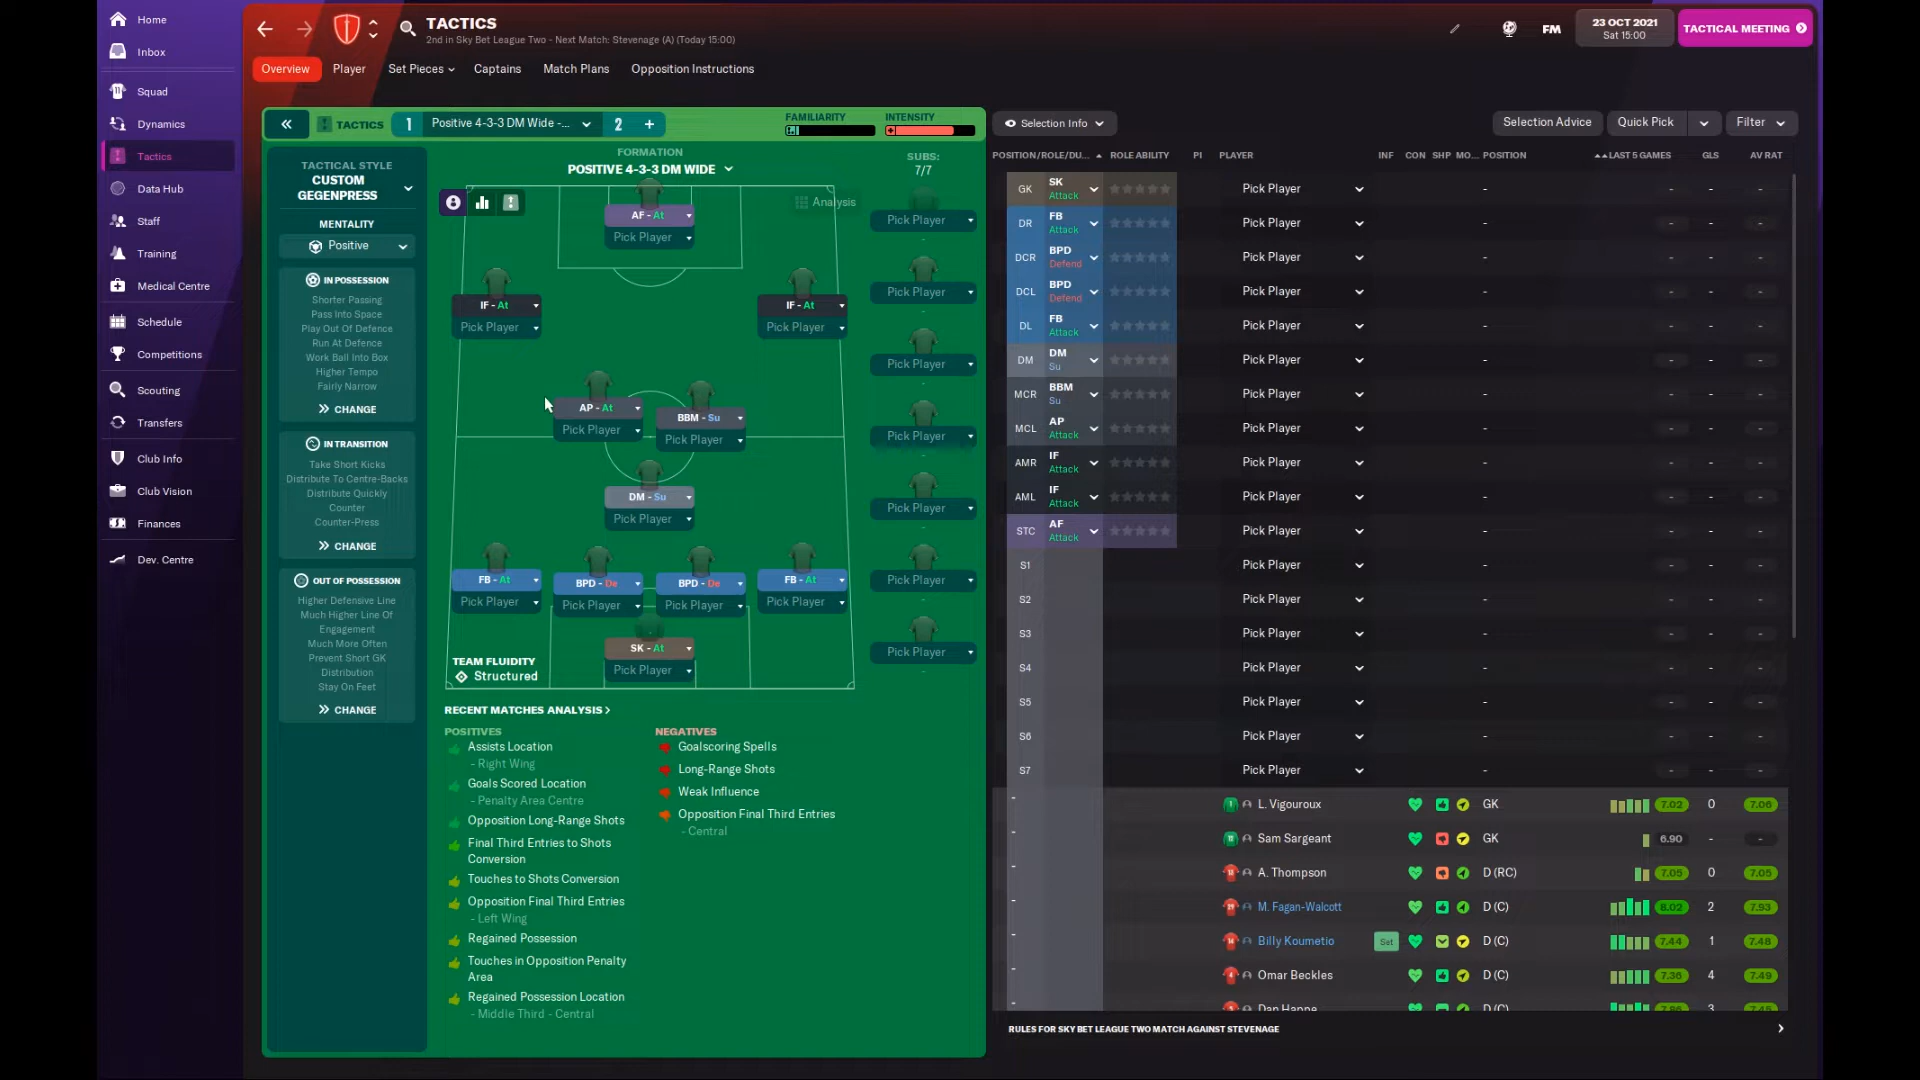 Home
Inbox
Squad
Dynamics
Tactics
Data Hub
Staff
Training
Medical Centre
Schedule
Competitions
Scouting
Transfers
Club Info
Club Vision
Finances
Dev. Centre
TACTICS
2nd in Sky Bet League Two - Next Match: Stevenage (A) (Today 15:00)
FM
23 OCT 2021
Sat 15:00
TACTICAL MEETING
Overview Player Set Pieces Captains Match Plans Opposition Instructions
TACTICS 1 Positive 4-3-3 DM Wide -... 2 +
FAMILIARITY
INTENSITY
TACTICAL STYLE
CUSTOM
GEGENPRESS
MENTALITY
Positive
IN POSSESSION
Shorter Passing
Pass Into Space
Play Out Of Defence
Run At Defence
Work Ball Into Box
Higher Tempo
Fairly Narrow
CHANGE
IN TRANSITION
Take Short Kicks
Distribute To Centre-Backs
Distribute Quickly
Counter
Counter-Press
CHANGE
OUT OF POSSESSION
Higher Defensive Line
Much Higher Line Of
Engagement
Much More Often
Prevent Short GK
Distribution
Stay On Feet
CHANGE
FORMATION
POSITIVE 4-3-3 DM WIDE
Analysis
AF - At
Pick Player
IF - At
Pick Player
IF - At
Pick Player
AP - At
Pick Player
BBM - Su
Pick Player
DM - Su
Pick Player
FB - At
Pick Player
BPD - De
Pick Player
BPD - De
Pick Player
FB - At
Pick Player
SK - At
Pick Player
TEAM FLUIDITY
Structured
SUBS:
7/7
Pick Player
-
Pick Player
-
Pick Player
-
Pick Player
-
Pick Player
-
Pick Player
-
Pick Player
-
RECENT MATCHES ANALYSIS >
POSITIVES
Assists Location
- Right Wing
Goals Scored Location
- Penalty Area Centre
Opposition Long-Range Shots
Final Third Entries to Shots
Conversion
Touches to Shots Conversion
Opposition Final Third Entries
- Left Wing
Regained Possession
Touches in Opposition Penalty
Area
Regained Possession Location
- Middle Third - Central
NEGATIVES
Goalscoring Spells
Long-Range Shots
Weak Influence
Opposition Final Third Entries
- Central
Selection Info
Selection Advice Quick Pick Filter
POSITION/ROLE/DU... ROLE ABILITY PI PLAYER INF CON SHP MO... POSITION LAST 5 GAMES GLS AV RAT
GK SK Attack Pick Player - - - -
DR FB Attack Pick Player - - - -
DCR BPD Defend Pick Player - - - -
DCL BPD Defend Pick Player - - - -
DL FB Attack Pick Player - - - -
DM DM Su Pick Player - - - -
MCR BBM Su Pick Player - - - -
MCL AP Attack Pick Player - - - -
AMR IF Attack Pick Player - - - -
AML IF Attack Pick Player - - - -
STC AF Attack Pick Player - - - -
S1 Pick Player - - - -
S2 Pick Player - - - -
S3 Pick Player - - - -
S4 Pick Player - - - -
S5 Pick Player - - - -
S6 Pick Player - - - -
S7 Pick Player - - - -
- L. Vigouroux GK 7.02 0 7.06
- Sam Sargeant GK 6.90 - -
- A. Thompson D (RC) 7.05 0 7.05
- M. Fagan-Walcott D (C) 8.02 2 7.93
- Billy Koumetio Set D (C) 7.44 1 7.48
- Omar Beckles D (C) 7.36 4 7.49
RULES FOR SKY BET LEAGUE TWO MATCH AGAINST STEVENAGE